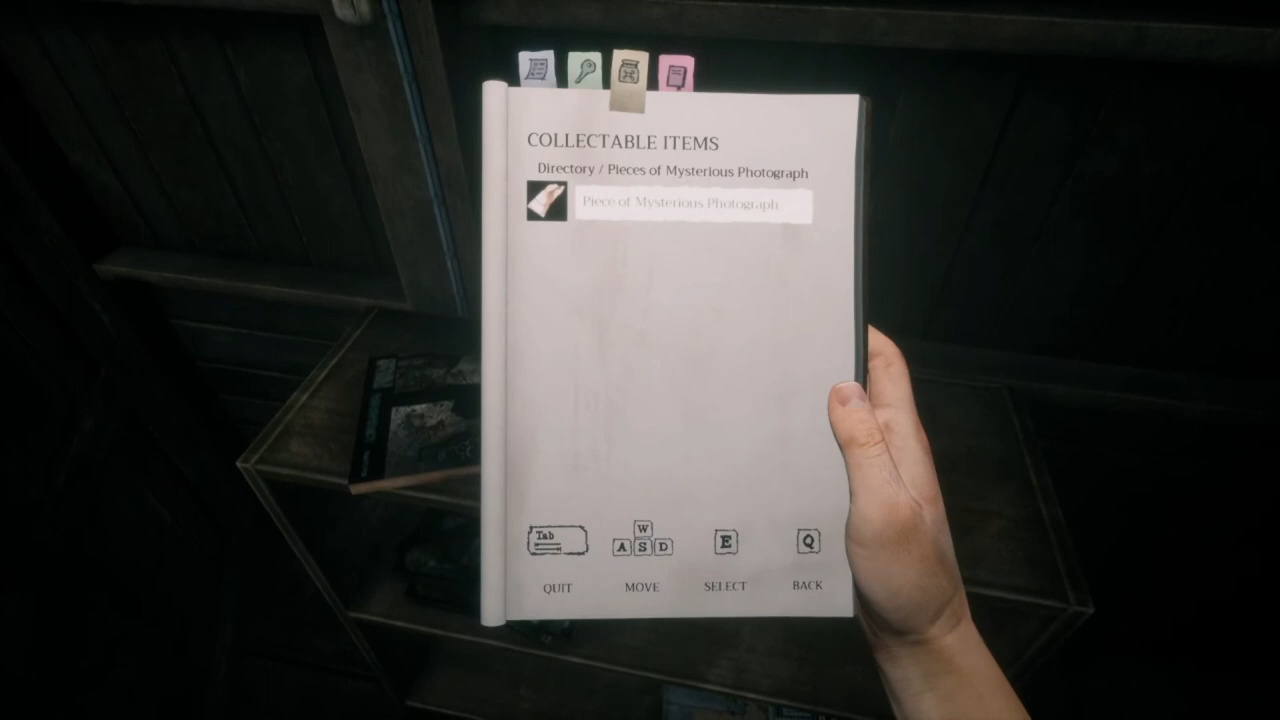 COLLECTABLE ITEMS
Directory / Pieces of Mysterious Photograph
Piece of Mysterious Photograph
Tab
W
A S D
E
Q
QUIT
MOVE
SELECT
BACK